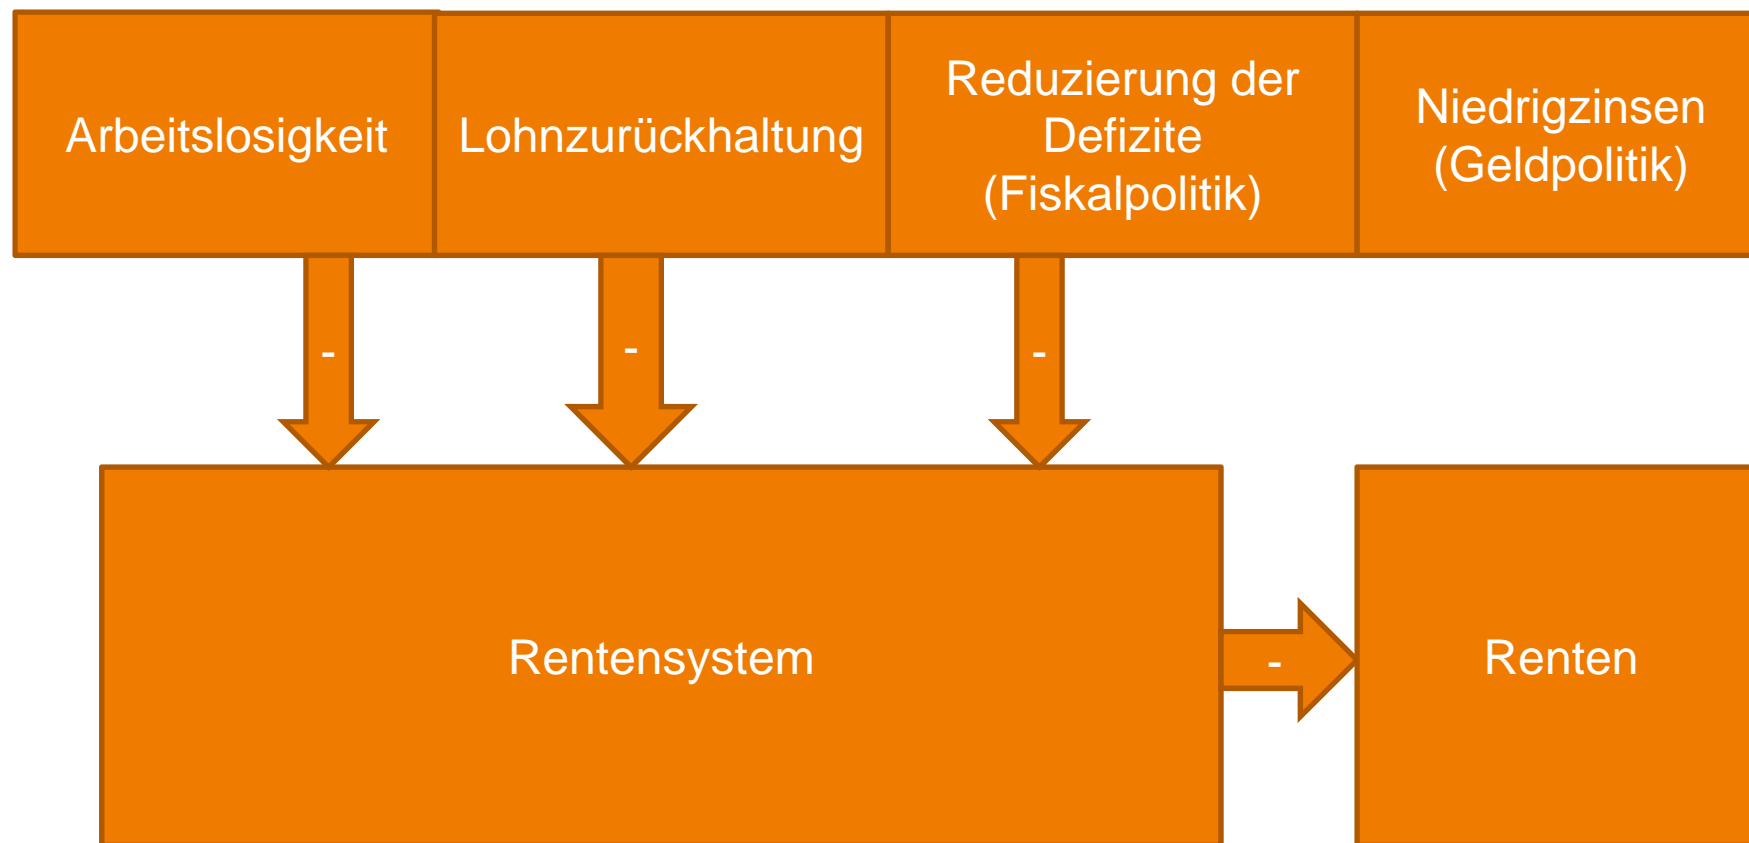 Arbeitslosigkeit
Lohnzurückhaltung
Reduzierung der
Defizite
(Fiskalpolitik)
Niedrigzinsen
(Geldpolitik)
-
-
-
Rentensystem
-
Renten